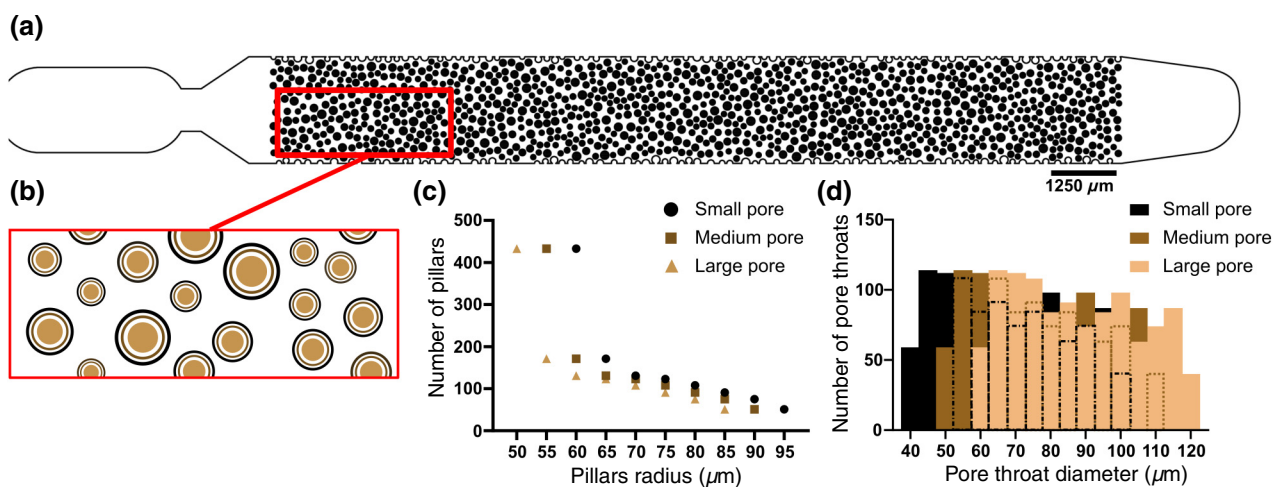 (a)
1250 µm
(b)
(c)
Small pore
Medium pore
Large pore
Number of pillars
500
400
300
200
100
0
50 55 60 65 70 75 80 85 90 95
Pillars radius (µm)
(d)
Small pore
Medium pore
Large pore
Number of pore throats
150
100
50
0
40 50 60 70 80 90 100 110 120
Pore throat diameter (µm)